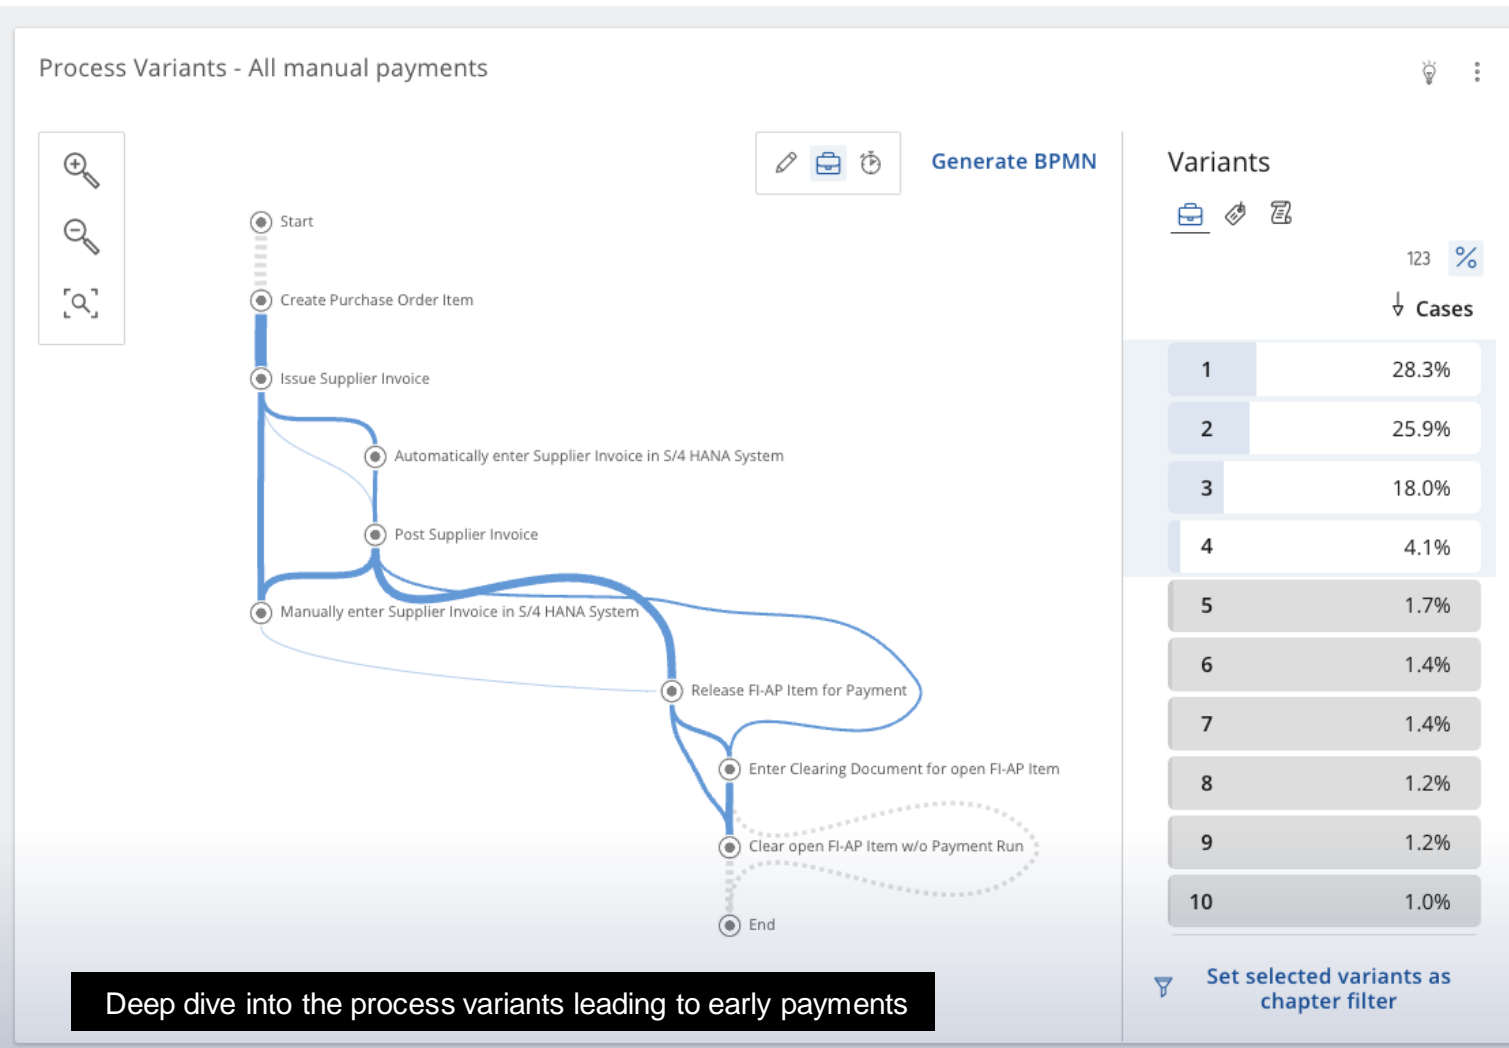 Process Variants - All manual payments
Generate BPMN
Start
Create Purchase Order Item
Issue Supplier Invoice
Automatically enter Supplier Invoice in S/4 HANA System
Post Supplier Invoice
Manually enter Supplier Invoice in S/4 HANA System
Release FI-AP Item for Payment
Enter Clearing Document for open FI-AP Item
Clear open FI-AP Item w/o Payment Run
End
Variants
123 %
Cases
1 28.3%
2 25.9%
3 18.0%
4 4.1%
5 1.7%
6 1.4%
7 1.4%
8 1.2%
9 1.2%
10 1.0%
Set selected variants as
chapter filter
Deep dive into the process variants leading to early payments